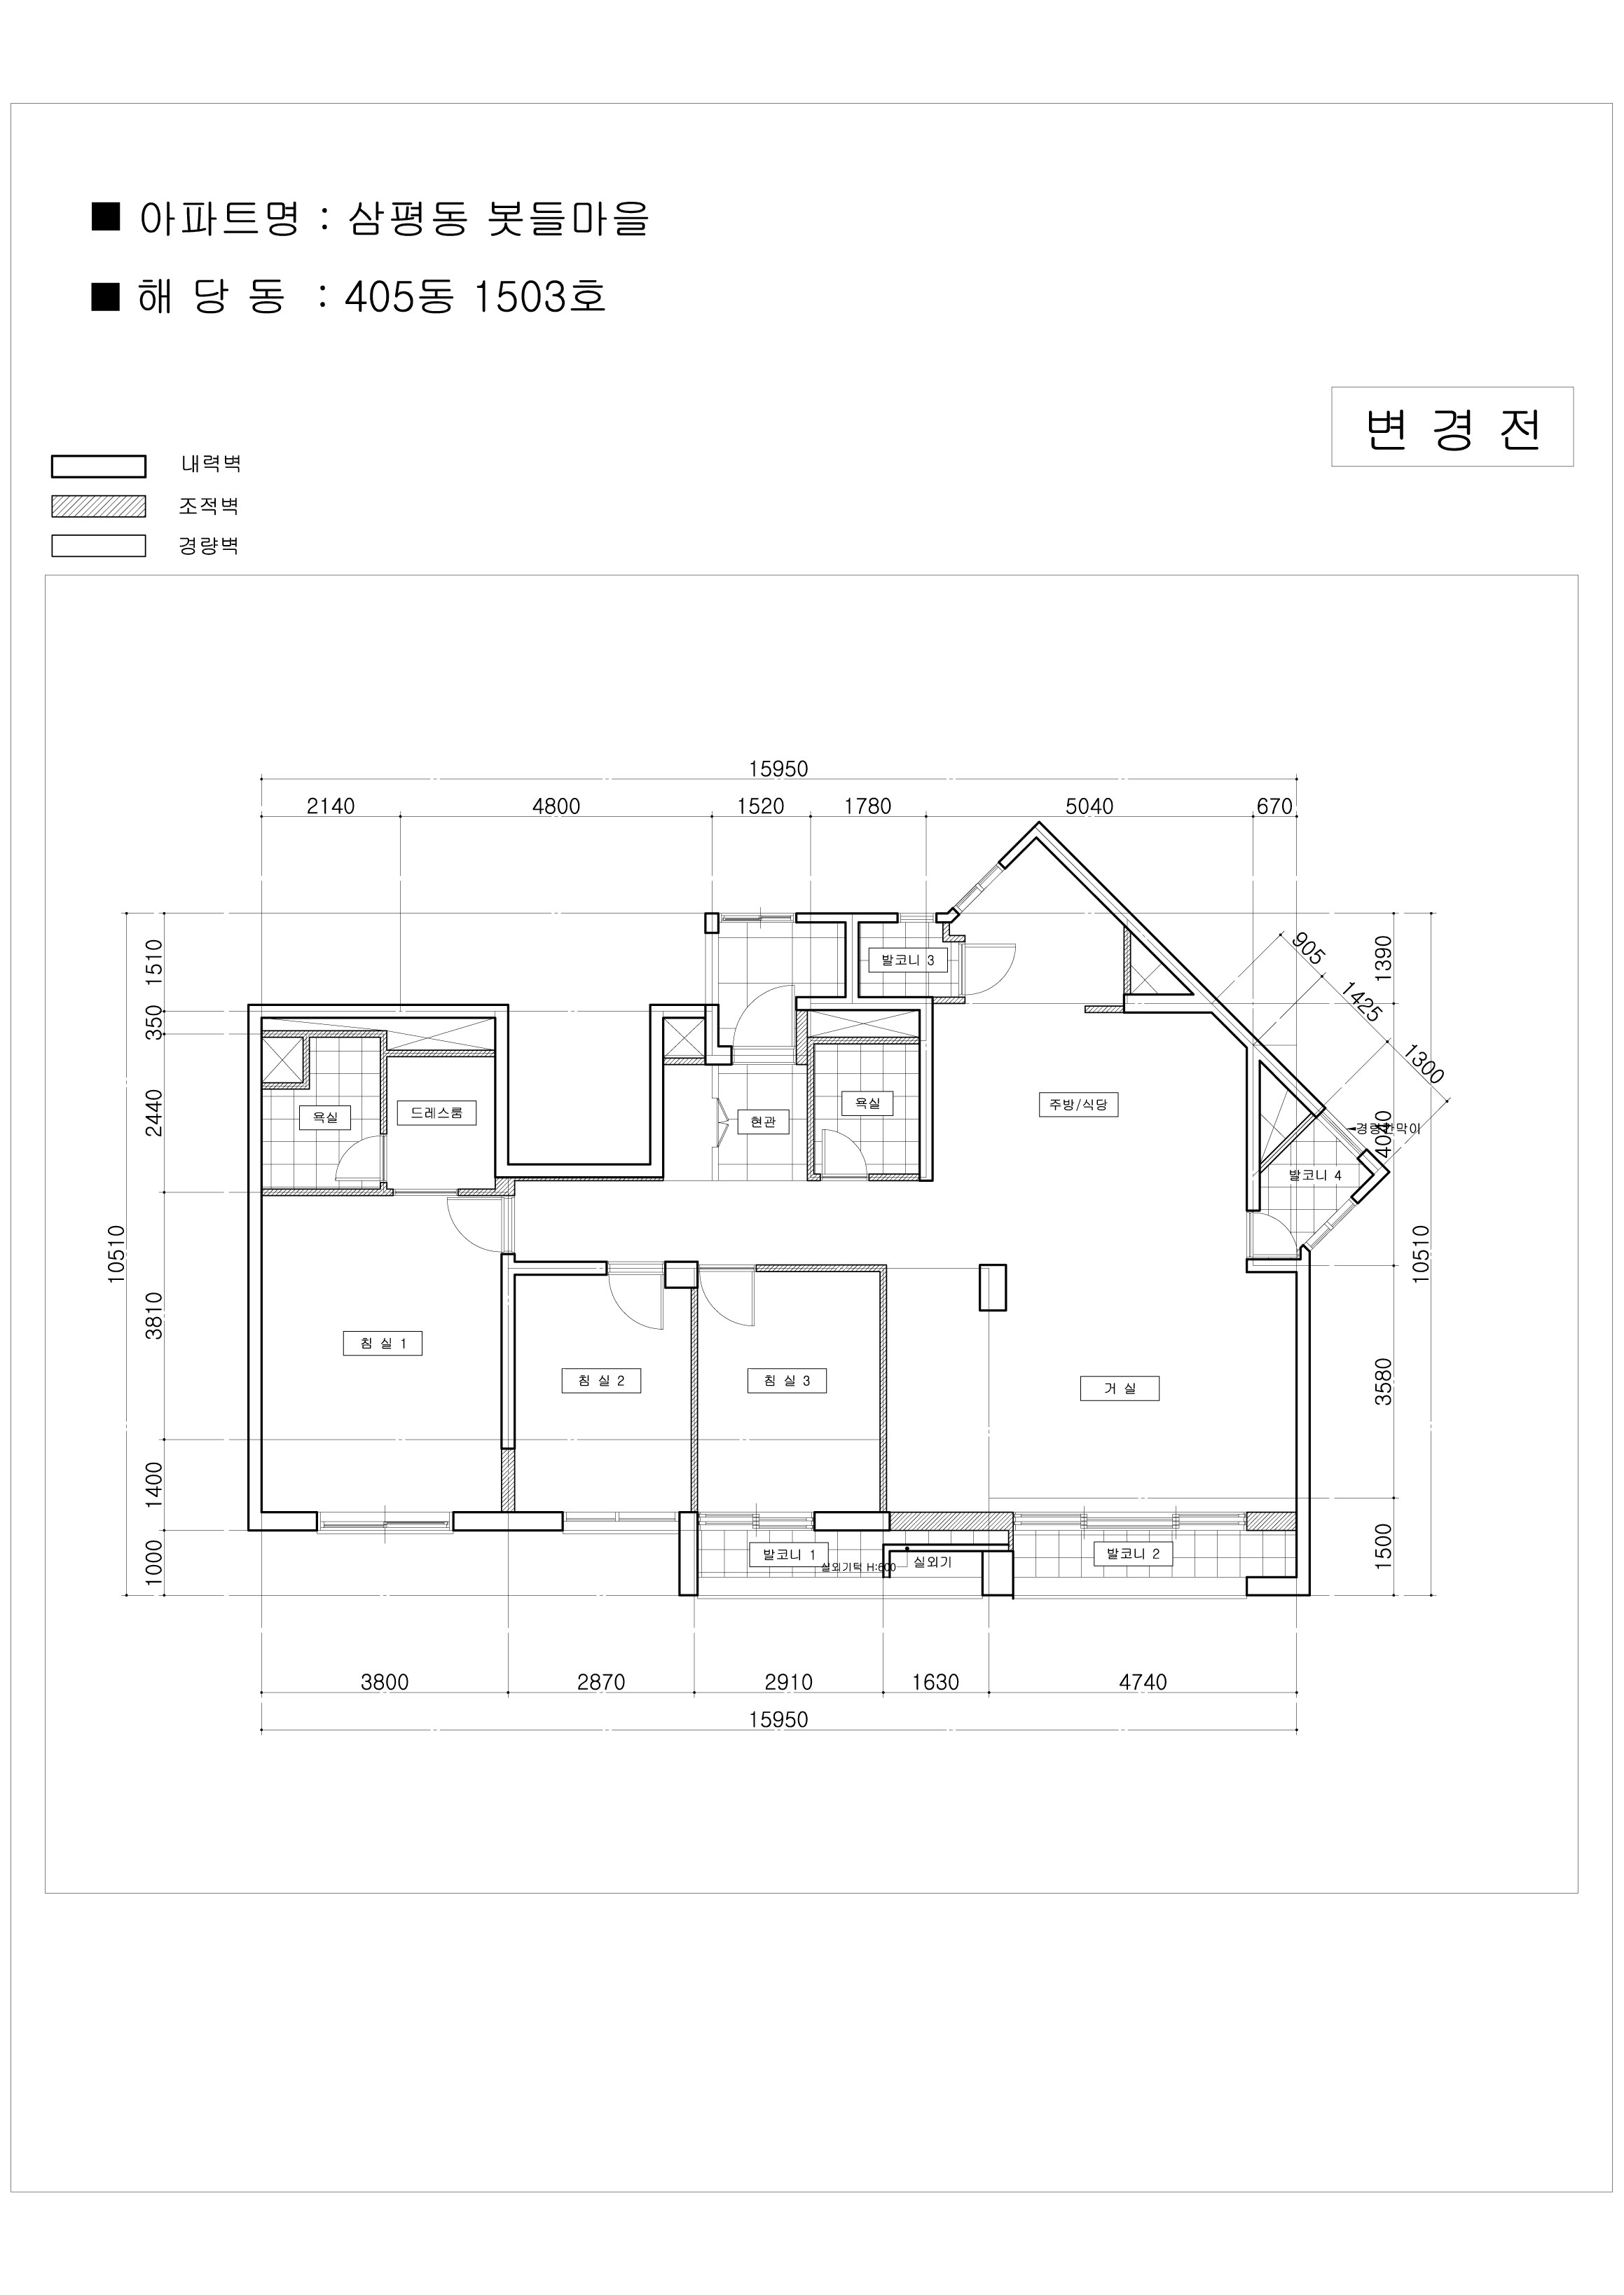 ■ 아파트명 : 삼평동 봇들마을
■ 해 당 동 : 405동 1503호
변 경 전
내력벽
조적벽
경량벽
15950
2140 4800 1520 1780 5040 670
1510
350
2440
3810
1400
1000
10510
905
1425
1300
1390
4040
3580
1500
10510
발코니 3
욕실
드레스룸
현관
욕실
주방/식당
경량칸막이
발코니 4
침 실 1
침 실 2
침 실 3
거 실
발코니 1
실외기턱 H:600
실외기
발코니 2
3800 2870 2910 1630 4740
15950